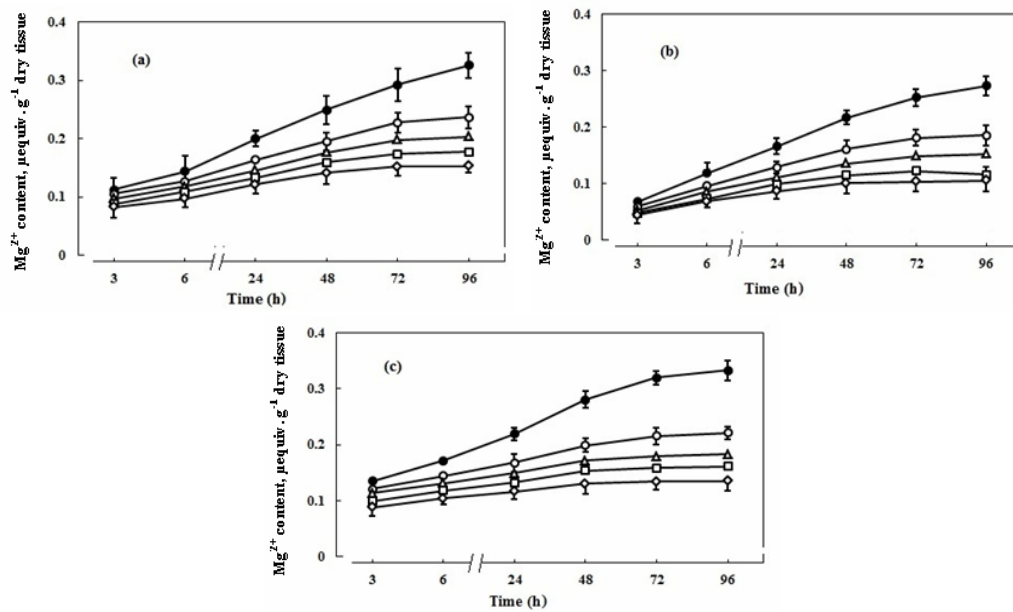 0.4
0.3
0.2
0.1
0
(a)
Mg²⁺ content, µequiv. g⁻¹ dry tissue
3 6 24 48 72 96
Time (h)
0.4
0.3
0.2
0.1
0
(b)
Mg²⁺ content, µequiv. g⁻¹ dry tissue
3 6 24 48 72 96
Time (h)
0.4
0.3
0.2
0.1
0
(c)
Mg²⁺ content, µequiv. g⁻¹ dry tissue
3 6 24 48 72 96
Time (h)